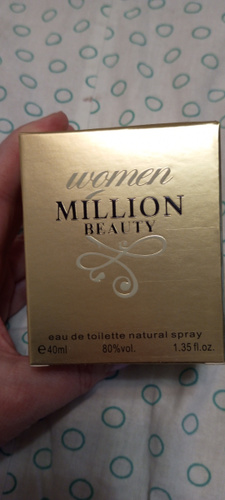 women
MILLION
BEAUTY
eau de toilette natural spray
℮40ml 80%vol. 1.35 fl.oz.